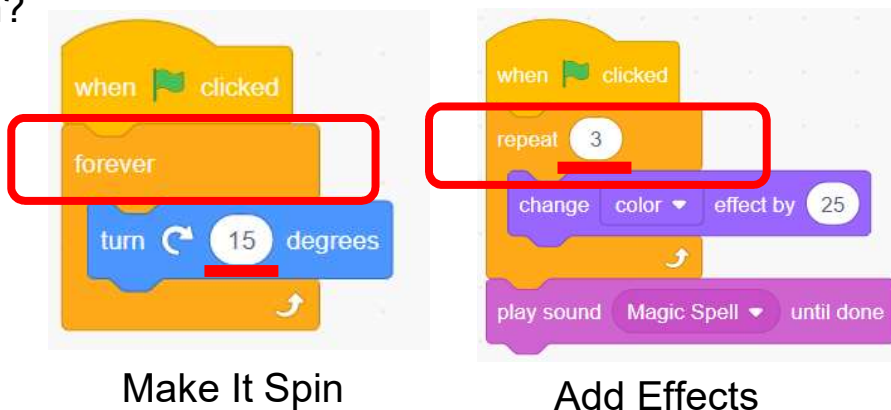 ?
when clicked
forever
turn 15 degrees
Make It Spin
when clicked
repeat 3
change color effect by 25
play sound Magic Spell until done
Add Effects